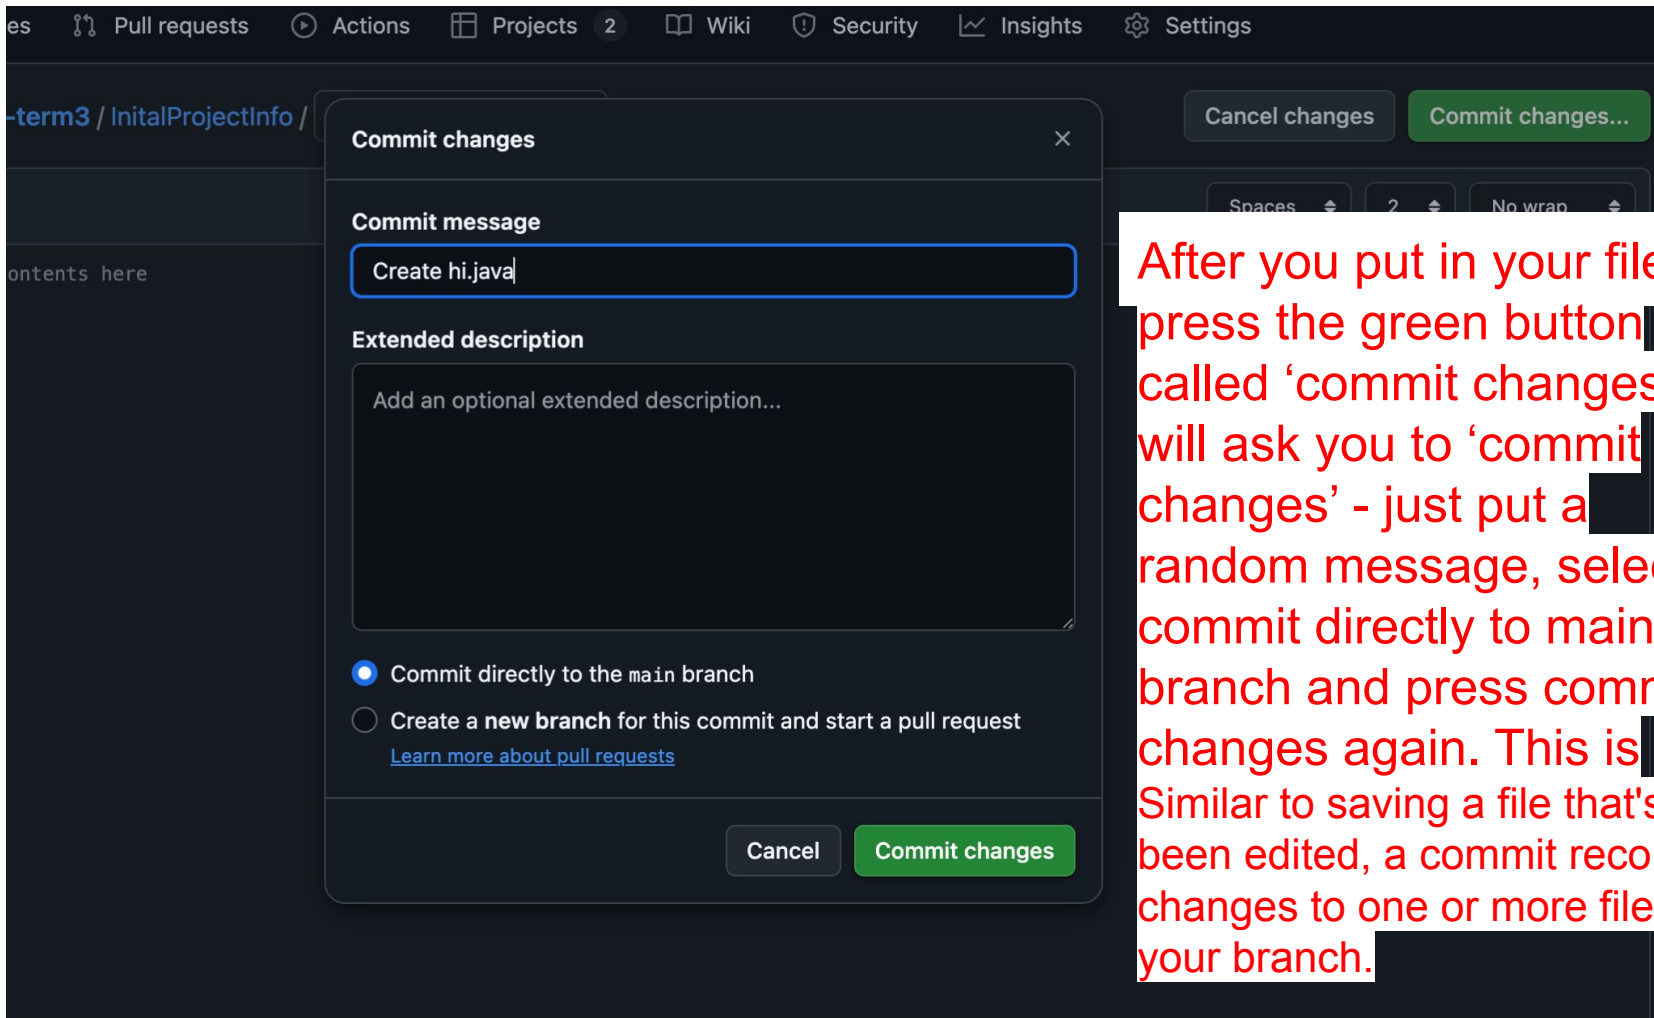 es Pull requests Actions Projects 2 Wiki Security Insights Settings
-term3 / InitalProjectInfo /
Cancel changes Commit changes...
Commit changes
Spaces 2 No wrap
Commit message
Create hi.java
ontents here
Extended description
Add an optional extended description...
Commit directly to the main branch
Create a new branch for this commit and start a pull request
Learn more about pull requests
Cancel Commit changes
After you put in your file
press the green button
called ‘commit changes
will ask you to ‘commit
changes’ - just put a
random message, selec
commit directly to main
branch and press comm
changes again. This is
Similar to saving a file that's
been edited, a commit reco
changes to one or more file
your branch.